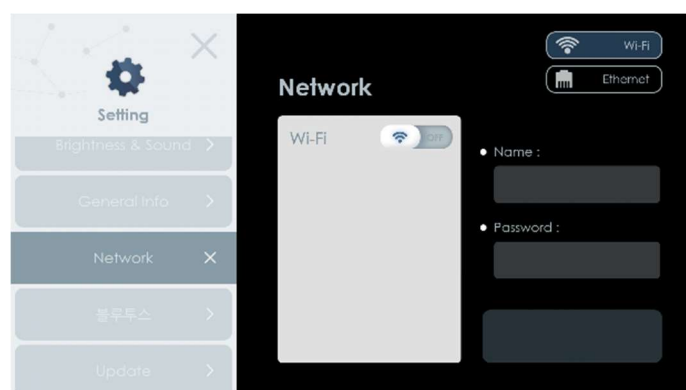 Setting
Brightness & Sound
General Info
Network
블루투스
Update
Network
Wi-Fi
OFF
Wi-Fi
Ethernet
Name :
Password :